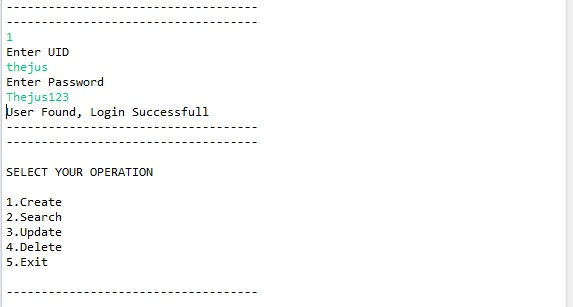 ------------------------------------
------------------------------------
1
Enter UID
thejus
Enter Password
Thejus123
User Found, Login Successfull
------------------------------------
------------------------------------
SELECT YOUR OPERATION
1.Create
2.Search
3.Update
4.Delete
5.Exit
------------------------------------